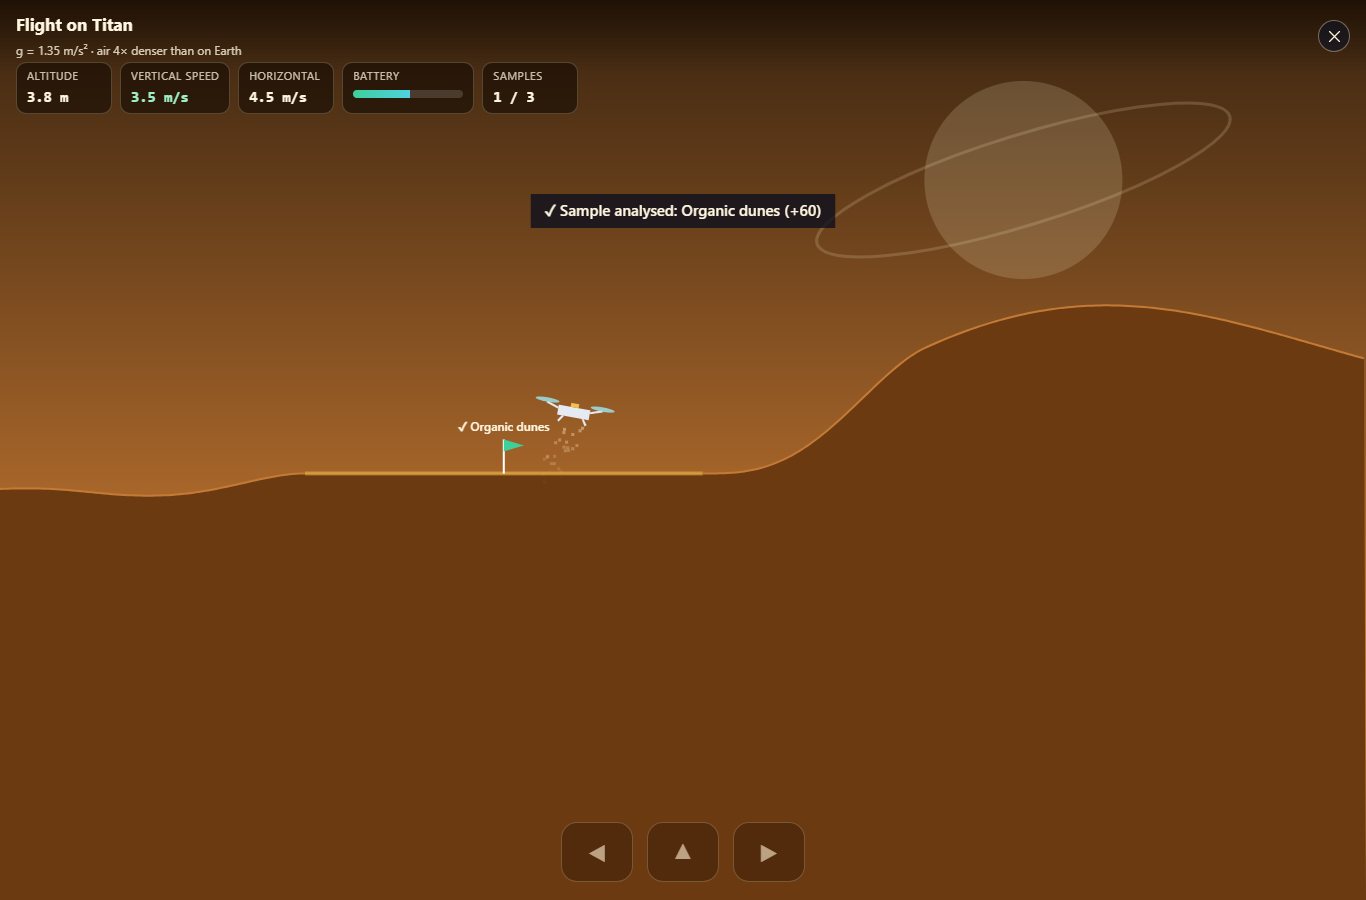 Flight on Titan
g = 1.35 m/s² · air 4× denser than on Earth
ALTITUDE
3.8 m
VERTICAL SPEED
3.5 m/s
HORIZONTAL
4.5 m/s
BATTERY
SAMPLES
1 / 3
✓ Sample analysed: Organic dunes (+60)
✓ Organic dunes